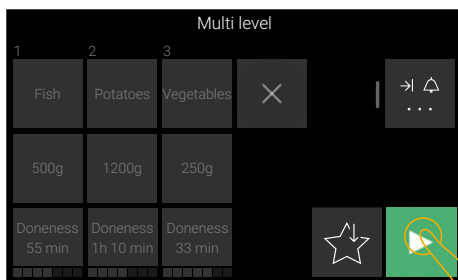 Multi level
1 2 3
Fish Potatoes Vegetables
500g 1200g 250g
Doneness Doneness Doneness
55 min 1h 10 min 33 min